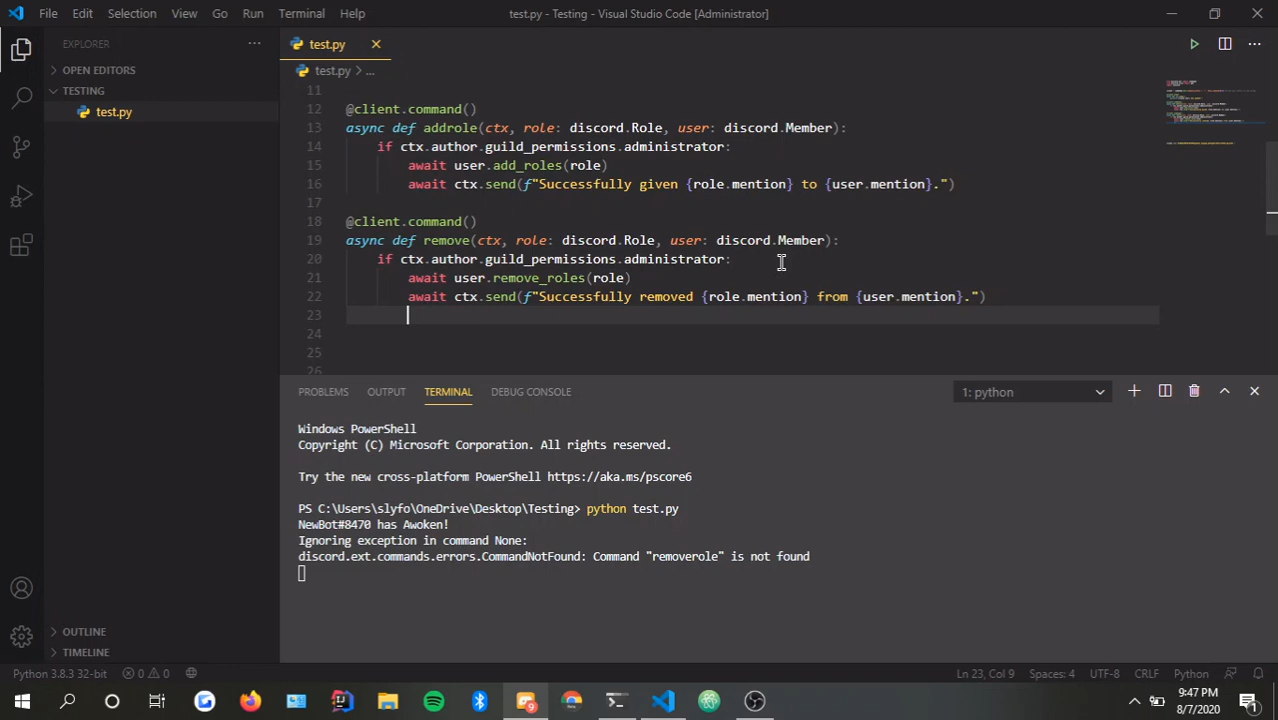 File Edit Selection View Go Run Terminal Help
test.py - Testing - Visual Studio Code [Administrator]
EXPLORER
OPEN EDITORS
TESTING
test.py
test.py
test.py > ...
11
12 @client.command()
13 async def addrole(ctx, role: discord.Role, user: discord.Member):
14 if ctx.author.guild_permissions.administrator:
15 await user.add_roles(role)
16 await ctx.send(f"Successfully given {role.mention} to {user.mention}.")
17
18 @client.command()
19 async def remove(ctx, role: discord.Role, user: discord.Member):
20 if ctx.author.guild_permissions.administrator:
21 await user.remove_roles(role)
22 await ctx.send(f"Successfully removed {role.mention} from {user.mention}.")
23
24
25
26
PROBLEMS OUTPUT TERMINAL DEBUG CONSOLE
1: python
Windows PowerShell
Copyright (C) Microsoft Corporation. All rights reserved.
Try the new cross-platform PowerShell https://aka.ms/pscore6
PS C:\Users\slyfo\OneDrive\Desktop\Testing> python test.py
NewBot#8470 has Awoken!
Ignoring exception in command None:
discord.ext.commands.errors.CommandNotFound: Command "removerole" is not found
OUTLINE
TIMELINE
Python 3.8.3 32-bit 0 0
Ln 23, Col 9 Spaces: 4 UTF-8 CRLF Python
9:47 PM
8/7/2020